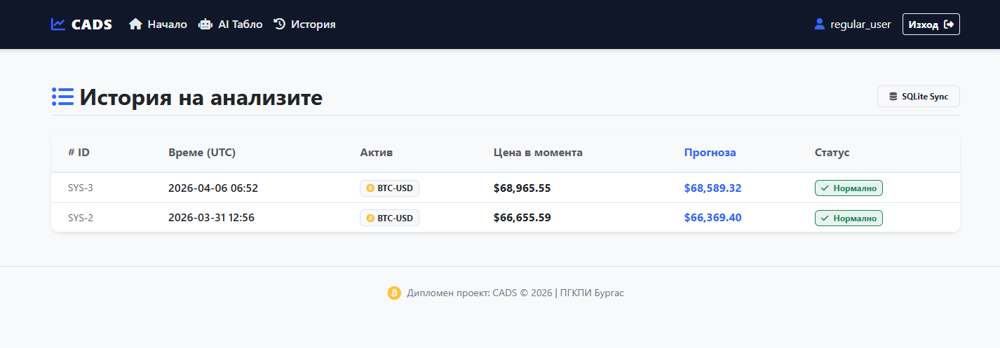 CADS Начало AI Табло История regular_user Изход
История на анализите SQLite Sync
# ID Време (UTC) Актив Цена в момента Прогноза Статус
SYS-3 2026-04-06 06:52 BTC-USD $68,965.55 $68,589.32 Нормално
SYS-2 2026-03-31 12:56 BTC-USD $66,655.59 $66,369.40 Нормално
Дипломен проект: CADS © 2026 | ПГКПИ Бургас